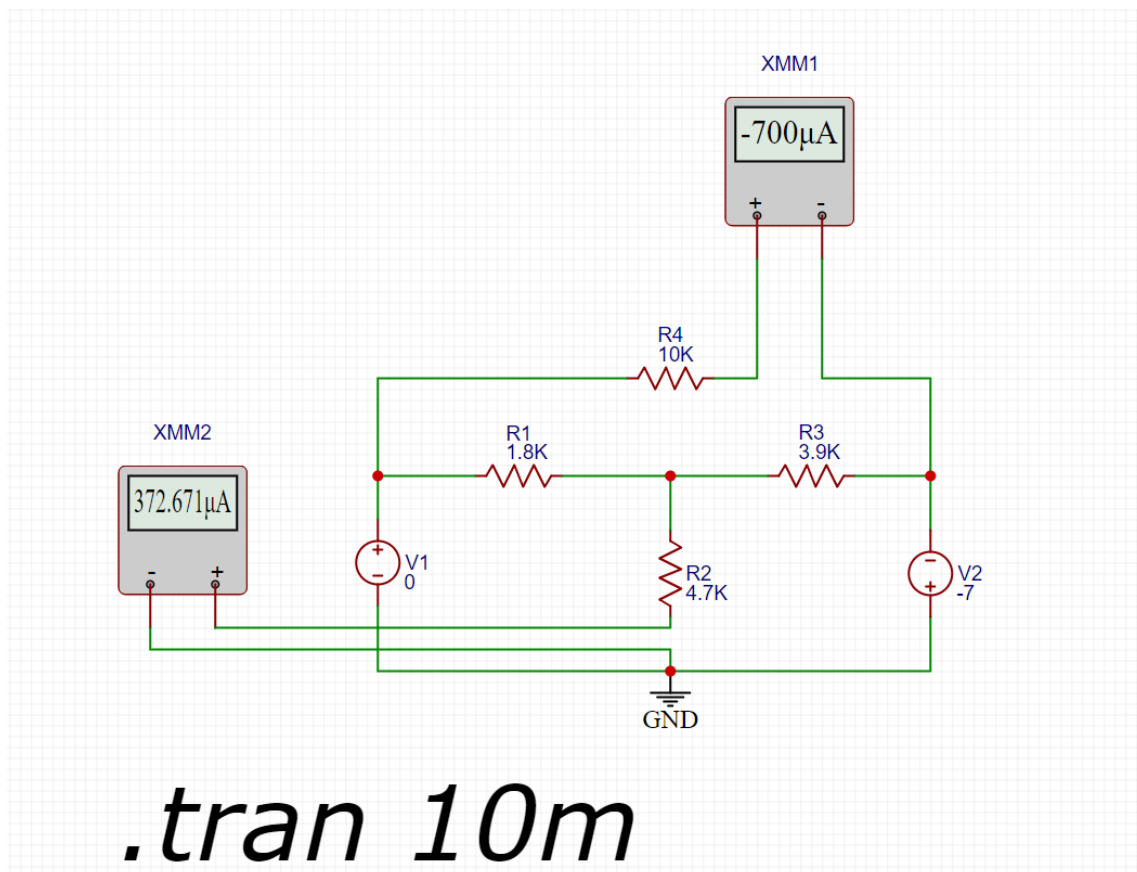 XMM1
-700µA
+ -
R4
10K
XMM2
R1
1.8K
R3
3.9K
372.671µA
- +
+
-
V1
0
R2
4.7K
-
+
V2
-7
GND
.tran 10m